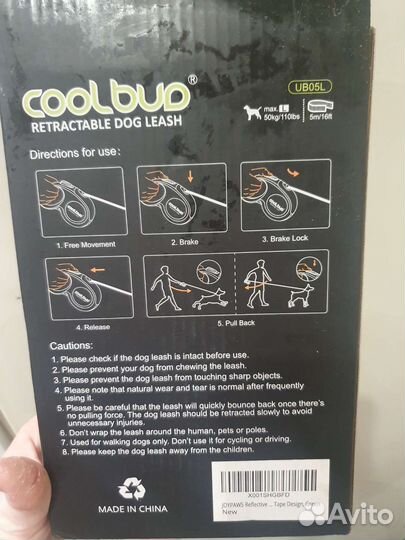 COOLBUD®
RETRACTABLE DOG LEASH
UB05L
max. L
50kg/110lbs
5m/16ft
Directions for use:
1. Free Movement
2. Brake
3. Brake Lock
4. Release
5. Pull Back
Cautions:
1. Please check if the dog leash is intact before use.
2. Please prevent your dog from chewing the leash.
3. Please prevent the dog leash from touching sharp objects.
4. Please note that natural wear and tear is normal after frequently
using it.
5. Please be careful that the leash will quickly bounce back once there's
no pulling force. The dog leash should be retracted slowly to avoid
unnecessary injuries.
6. Don't wrap the leash around the human, pets or poles.
7. Used for walking dogs only. Don't use it for cycling or driving.
8. Please keep the dog leash away from the children.
MADE IN CHINA
X001SHGBFD
JOYPAWS Reflective ... Tape Design, Green
New
Avito